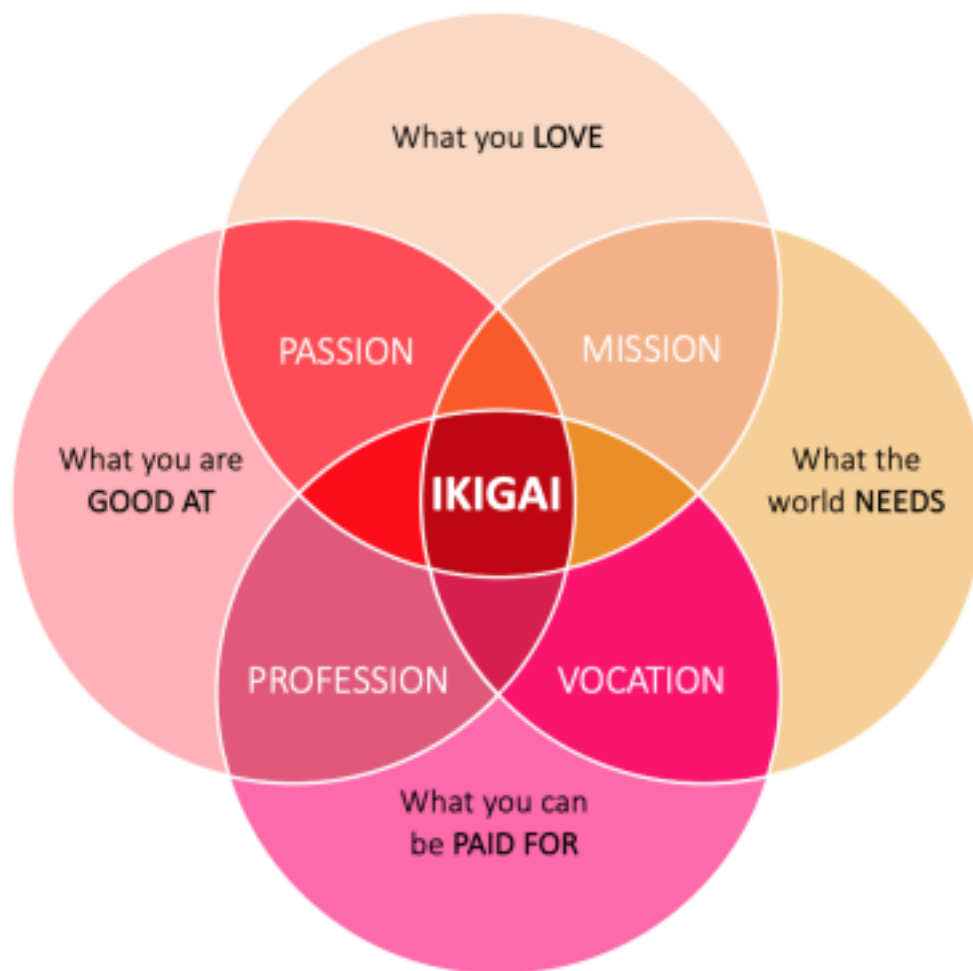 What you LOVE
PASSION
MISSION
What you are
GOOD AT
IKIGAI
What the
world NEEDS
PROFESSION
VOCATION
What you can
be PAID FOR